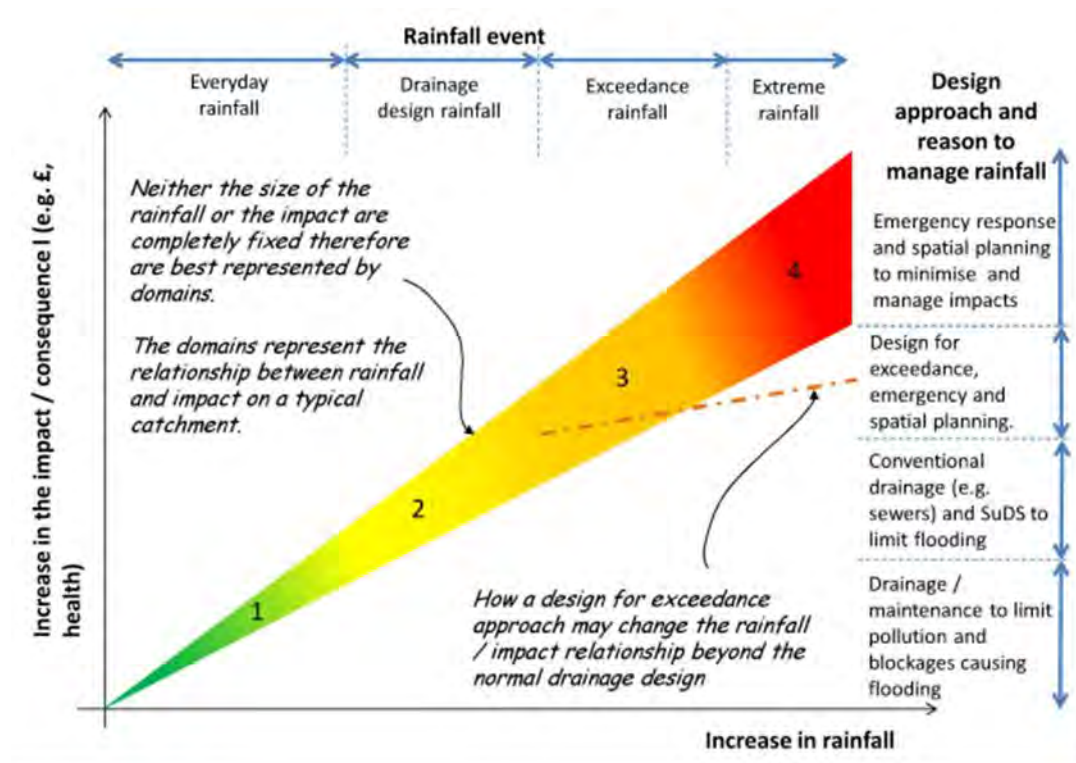 Rainfall event
Everyday
rainfall
Drainage
design rainfall
Exceedance
rainfall
Extreme
rainfall
Design
approach and
reason to
manage rainfall
Increase in the impact / consequence I (e.g. £,
health)
Neither the size of the
rainfall or the impact are
completely fixed therefore
are best represented by
domains.
The domains represent the
relationship between rainfall
and impact on a typical
catchment.
1
2
3
4
How a design for exceedance
approach may change the rainfall
/ impact relationship beyond the
normal drainage design
Emergency response
and spatial planning
to minimise and
manage impacts
Design for
exceedance,
emergency and
spatial planning.
Conventional
drainage (e.g.
sewers) and SuDS to
limit flooding
Drainage /
maintenance to limit
pollution and
blockages causing
flooding
Increase in rainfall